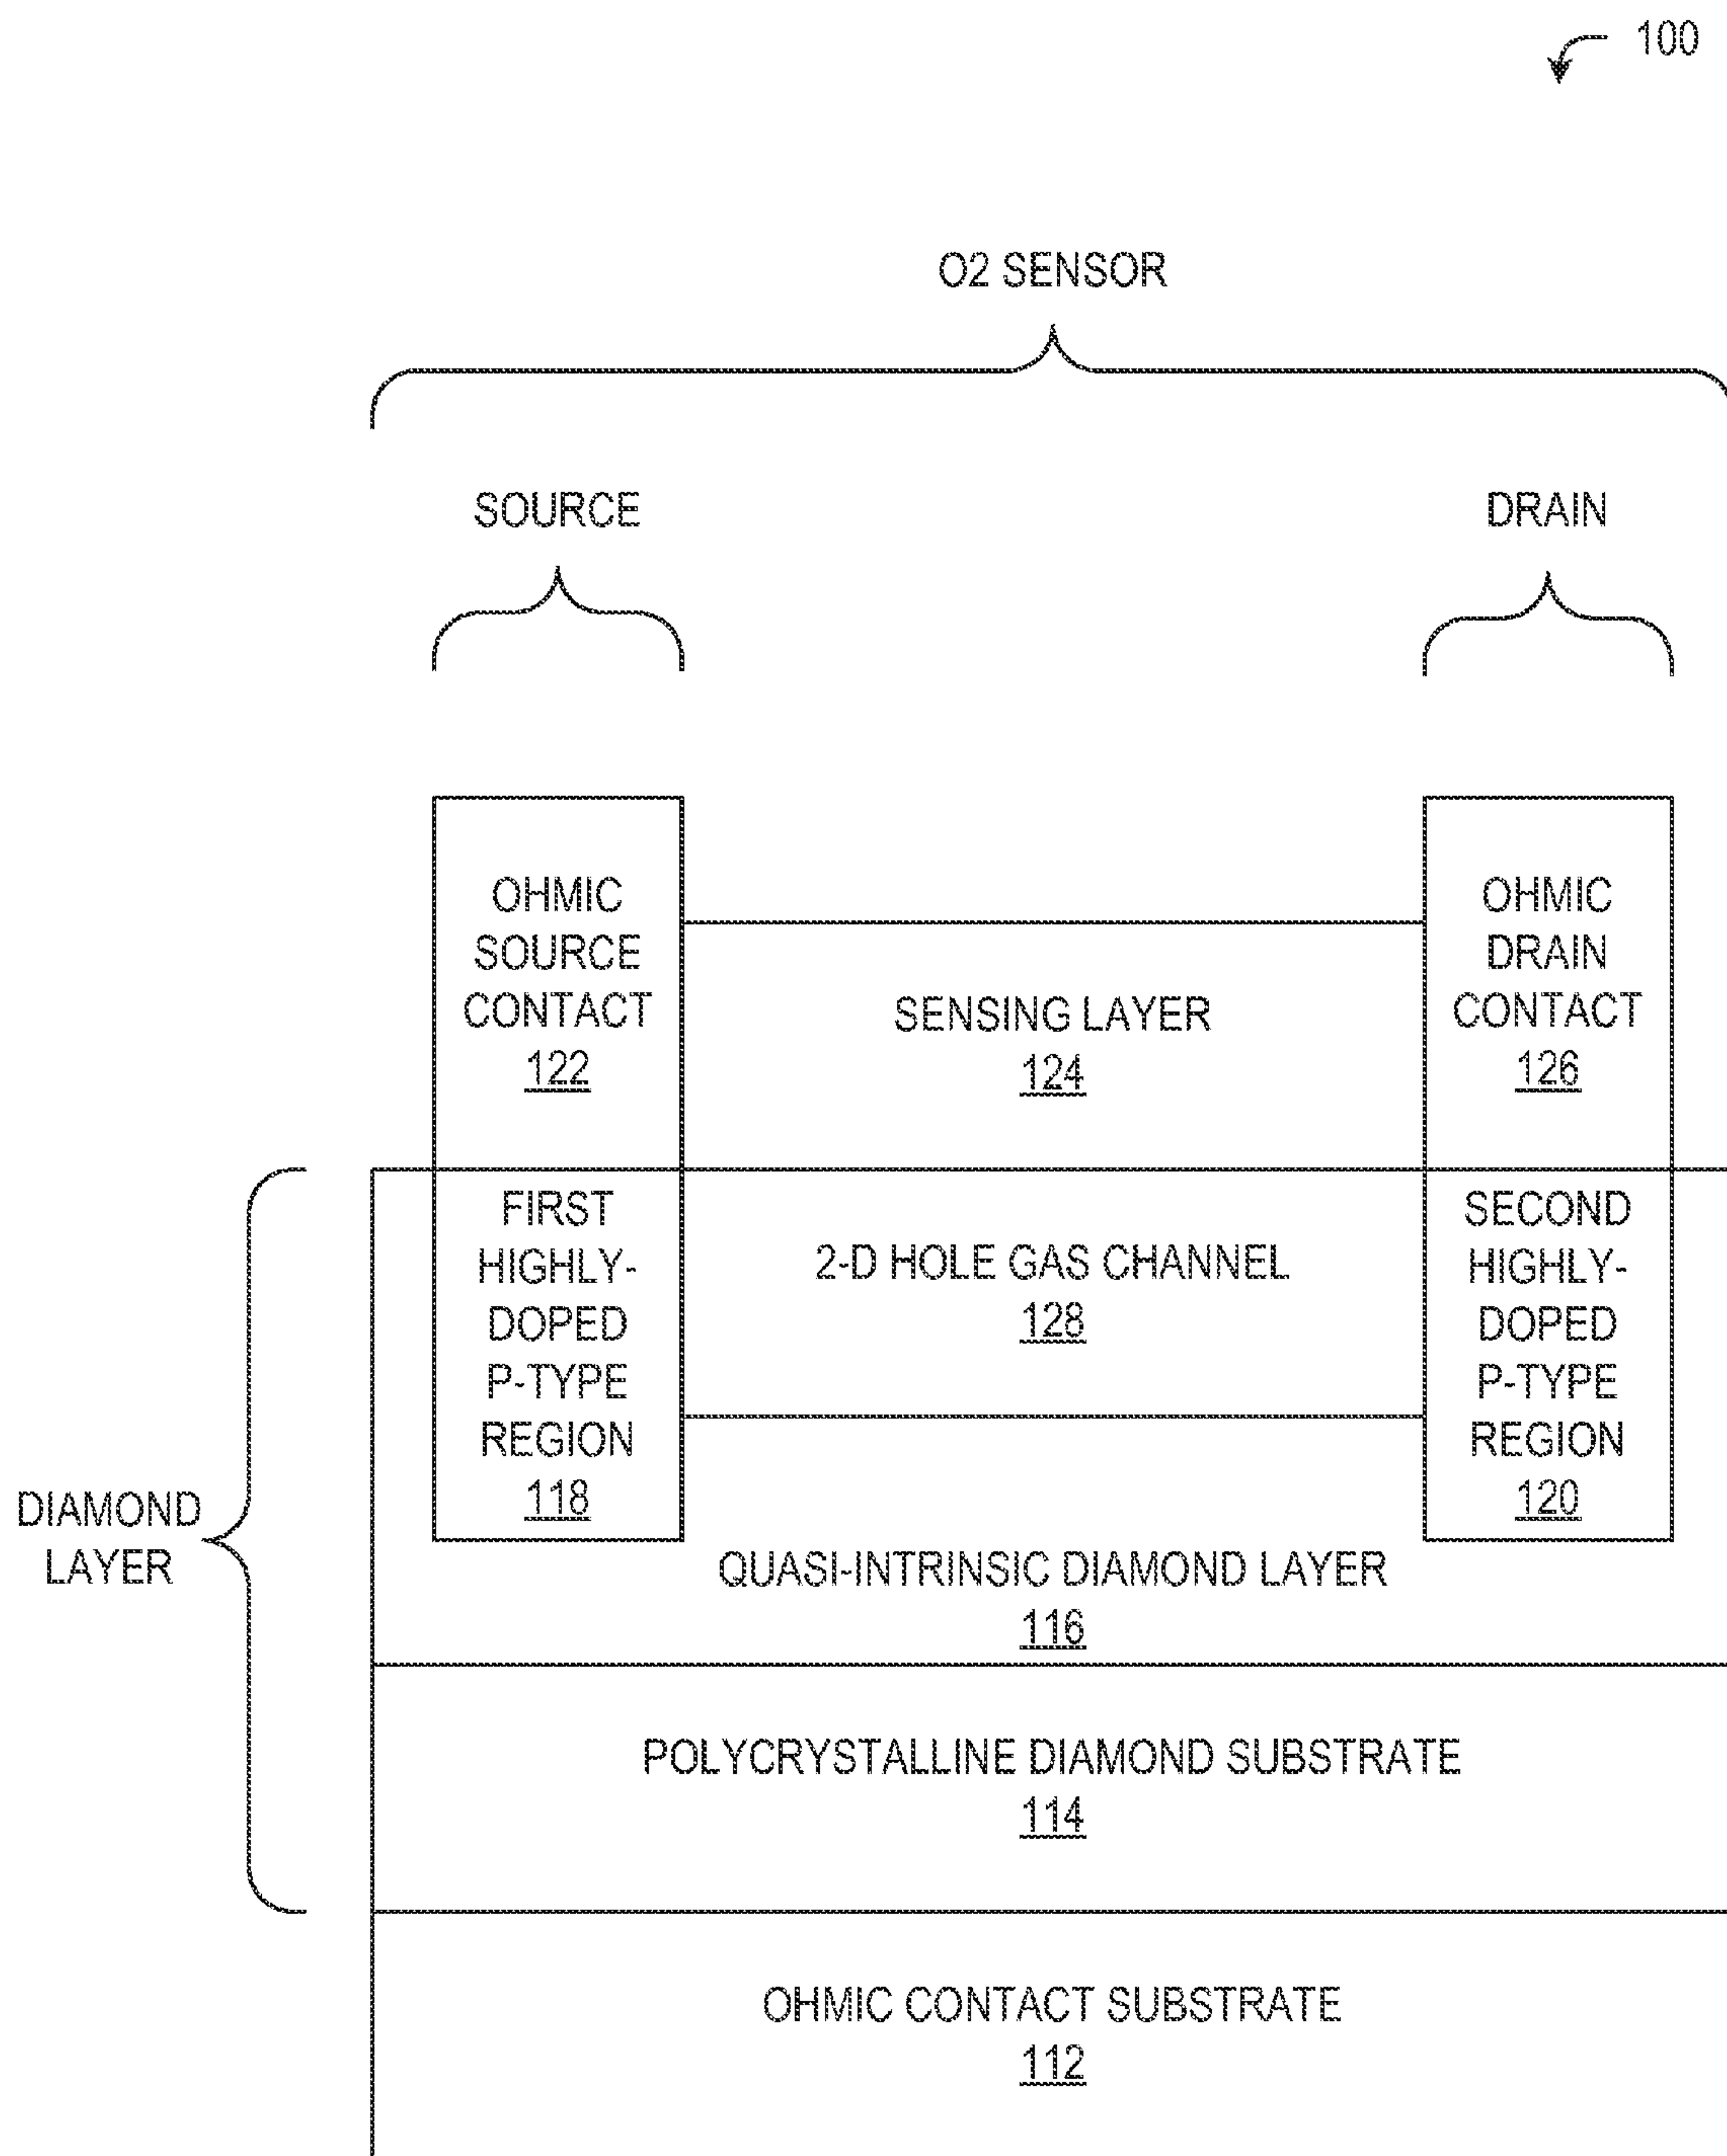 100
O2 SENSOR
SOURCE
DRAIN
OHMIC
SOURCE
CONTACT
122
SENSING LAYER
124
OHMIC
DRAIN
CONTACT
126
FIRST
HIGHLY-
DOPED
P-TYPE
REGION
118
2-D HOLE GAS CHANNEL
128
SECOND
HIGHLY-
DOPED
P-TYPE
REGION
120
DIAMOND
LAYER
QUASI-INTRINSIC DIAMOND LAYER
116
POLYCRYSTALLINE DIAMOND SUBSTRATE
114
OHMIC CONTACT SUBSTRATE
112